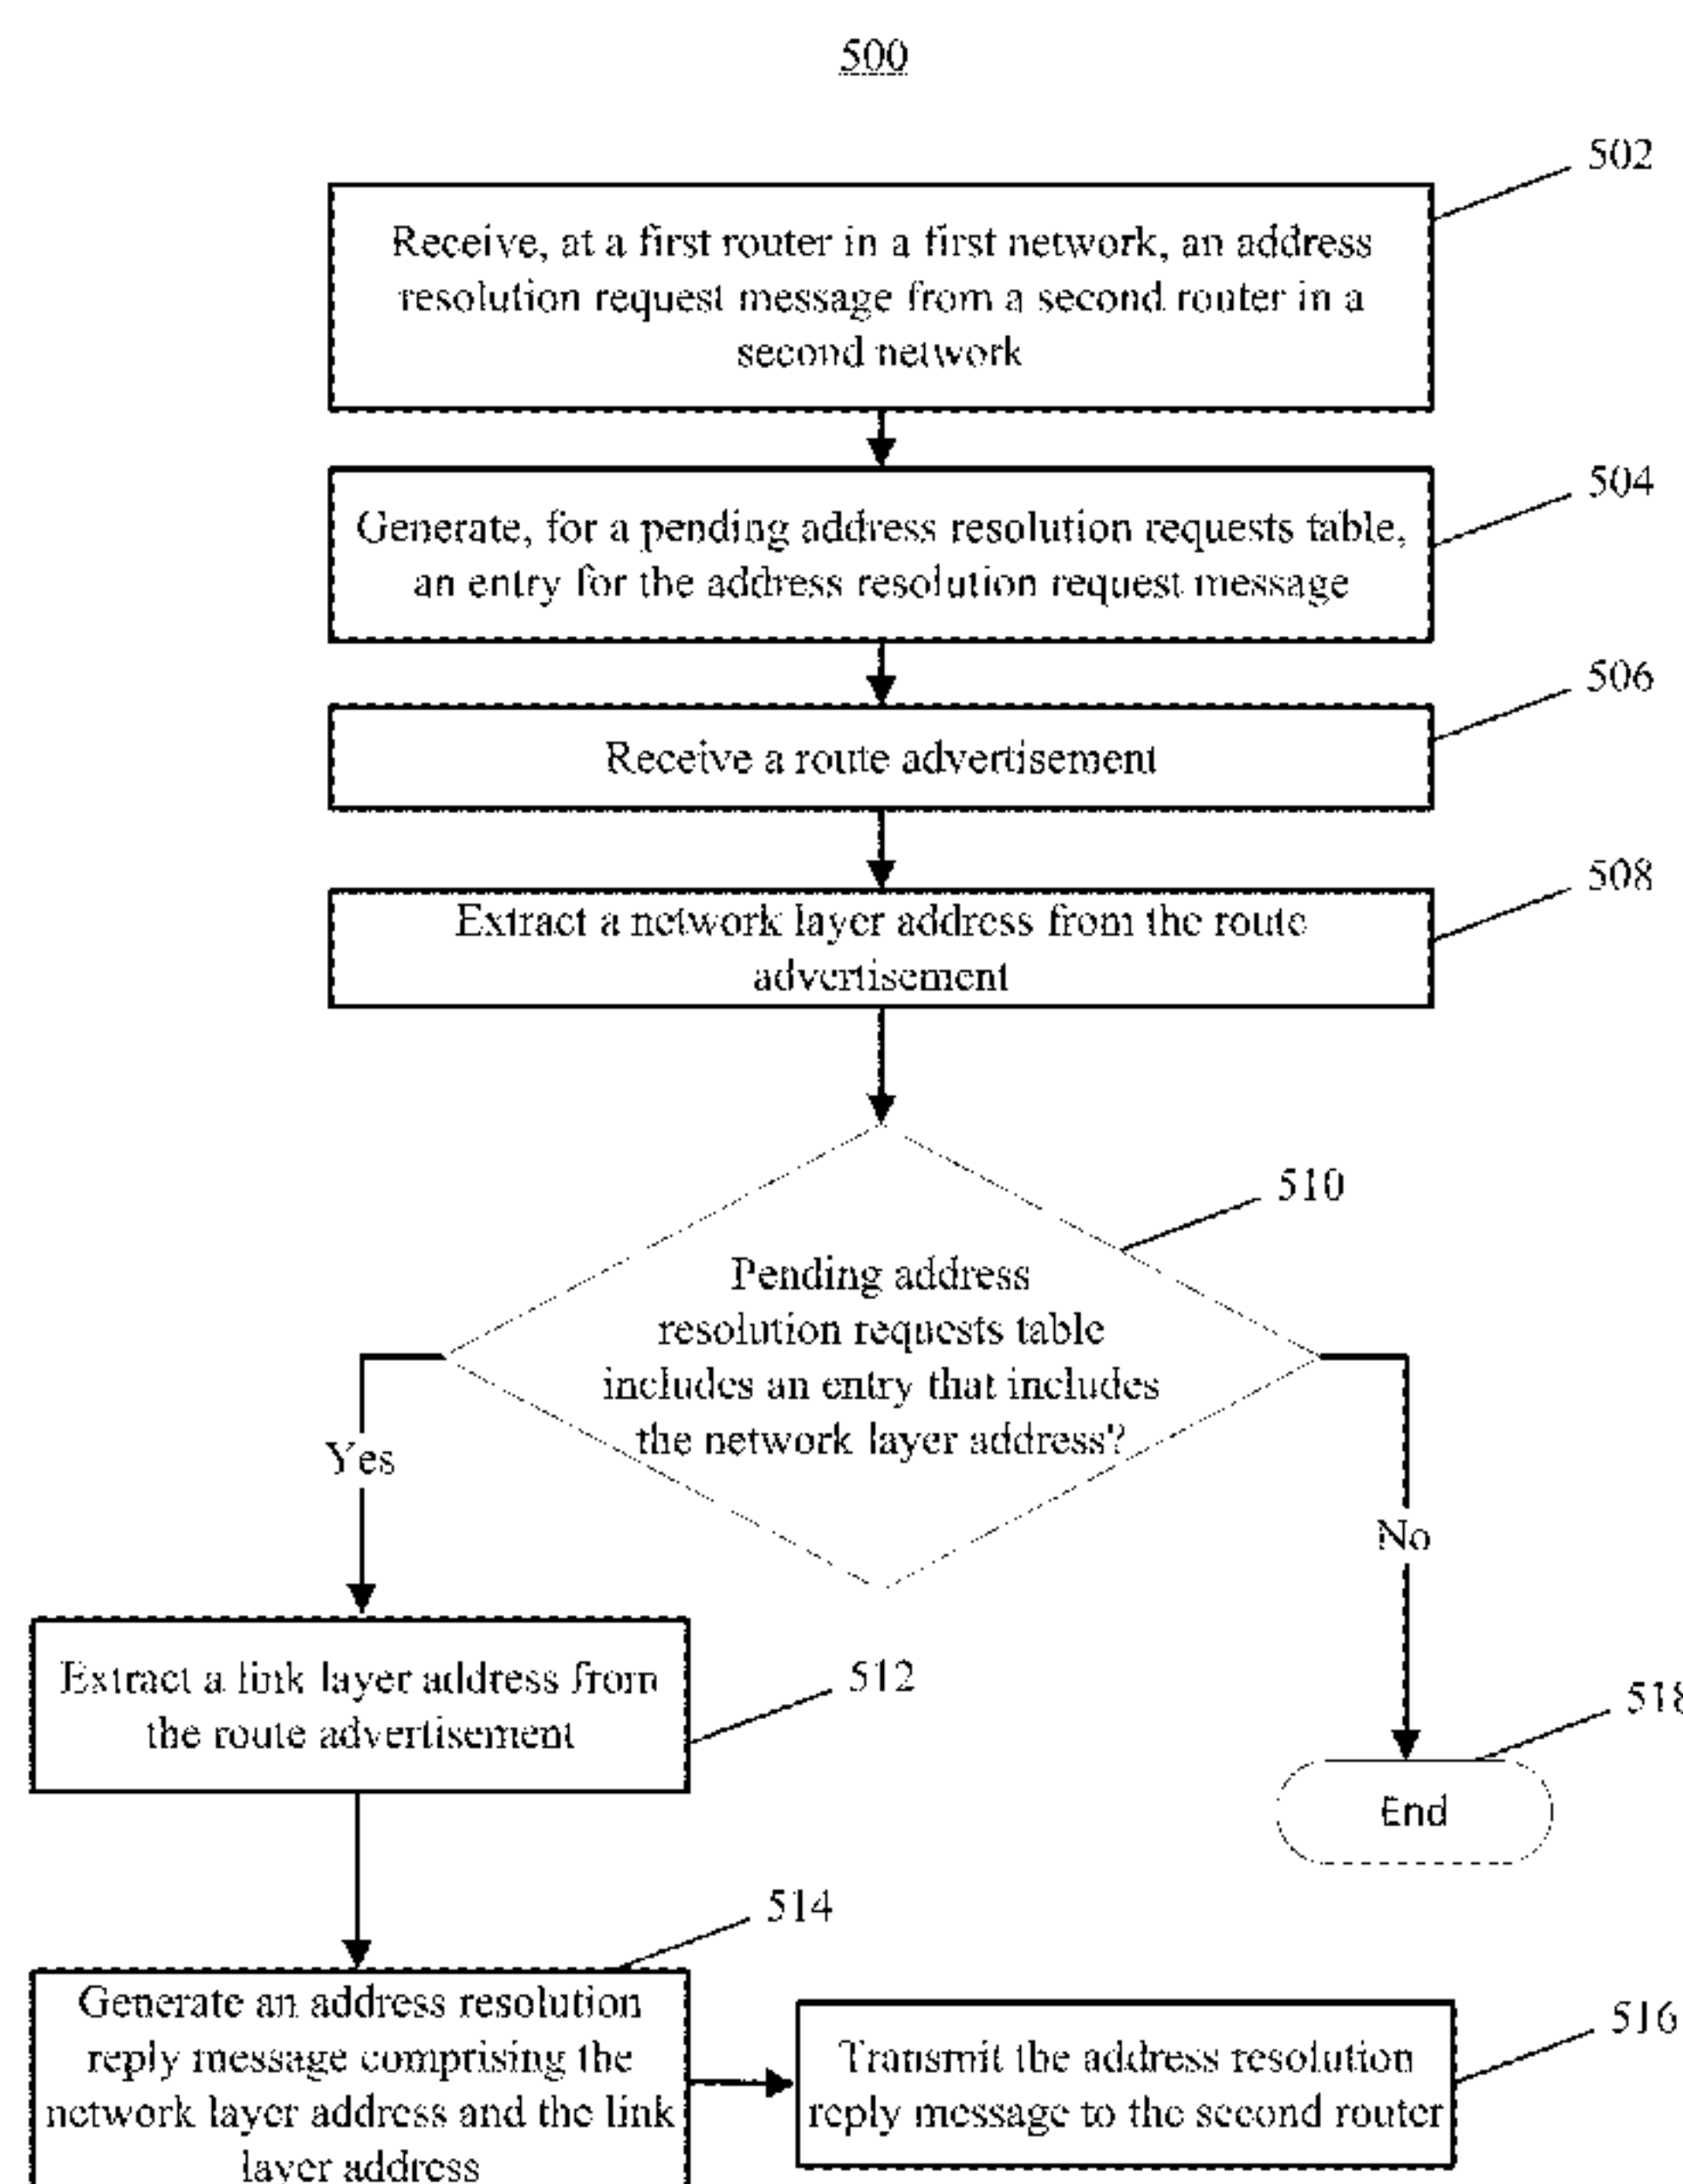 500
502
Receive, at a first router in a first network, an address
resolution request message from a second router in a
second network
504
Generate, for a pending address resolution requests table,
an entry for the address resolution request message
506
Receive a route advertisement
508
Extract a network layer address from the route
advertisement
510
Pending address
resolution requests table
includes an entry that includes
the network layer address?
Yes
No
Extract a link layer address from
the route advertisement
512
518
End
514
Generate an address resolution
reply message comprising the
network layer address and the link
layer address
516
Transmit the address resolution
reply message to the second router